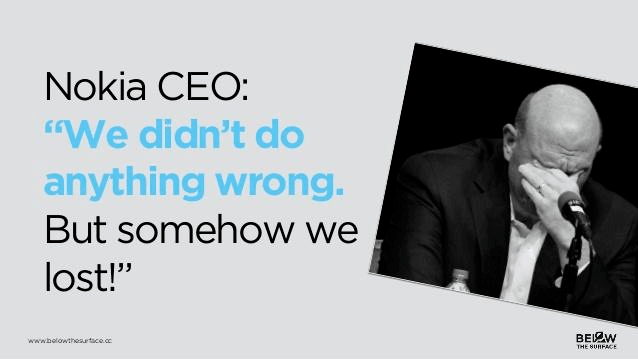 Nokia CEO:
“We didn’t do
anything wrong.
But somehow we
lost!”
www.belowthesurface.cc
BELOW
THE SURFACE